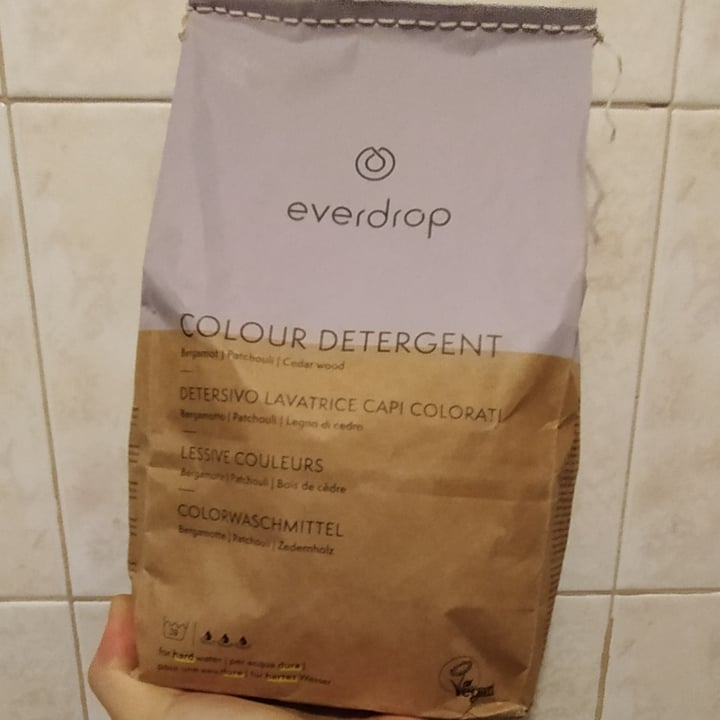 everdrop
COLOUR DETERGENT
Bergamot | Patchouli | Cedar wood
DETERSIVO LAVATRICE CAPI COLORATI
Bergamotto | Patchouli | Legno di cedro
LESSIVE COULEURS
Bergamote | Patchouli | Bois de cèdre
COLORWASCHMITTEL
Bergamotte | Patchouli | Zedernholz
for hard water | per acqua dura |
pour une eau dure | für hartes Wasser
Vegan